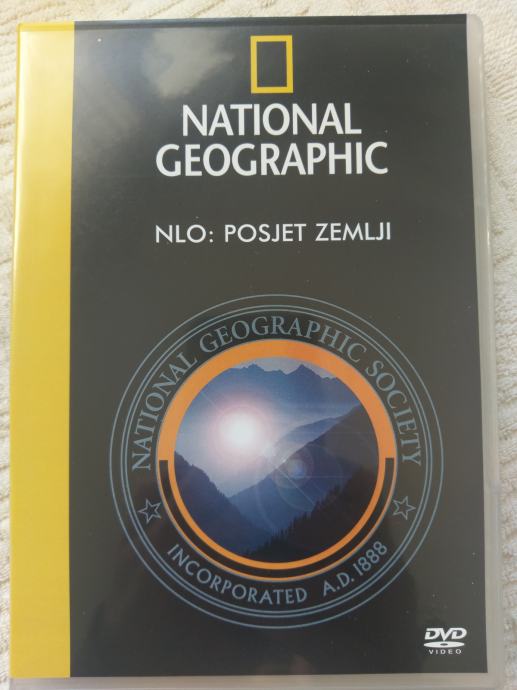 NATIONAL
GEOGRAPHIC
NLO: POSJET ZEMLJI
NATIONAL GEOGRAPHIC SOCIETY
INCORPORATED A.D. 1888
DVD
VIDEO